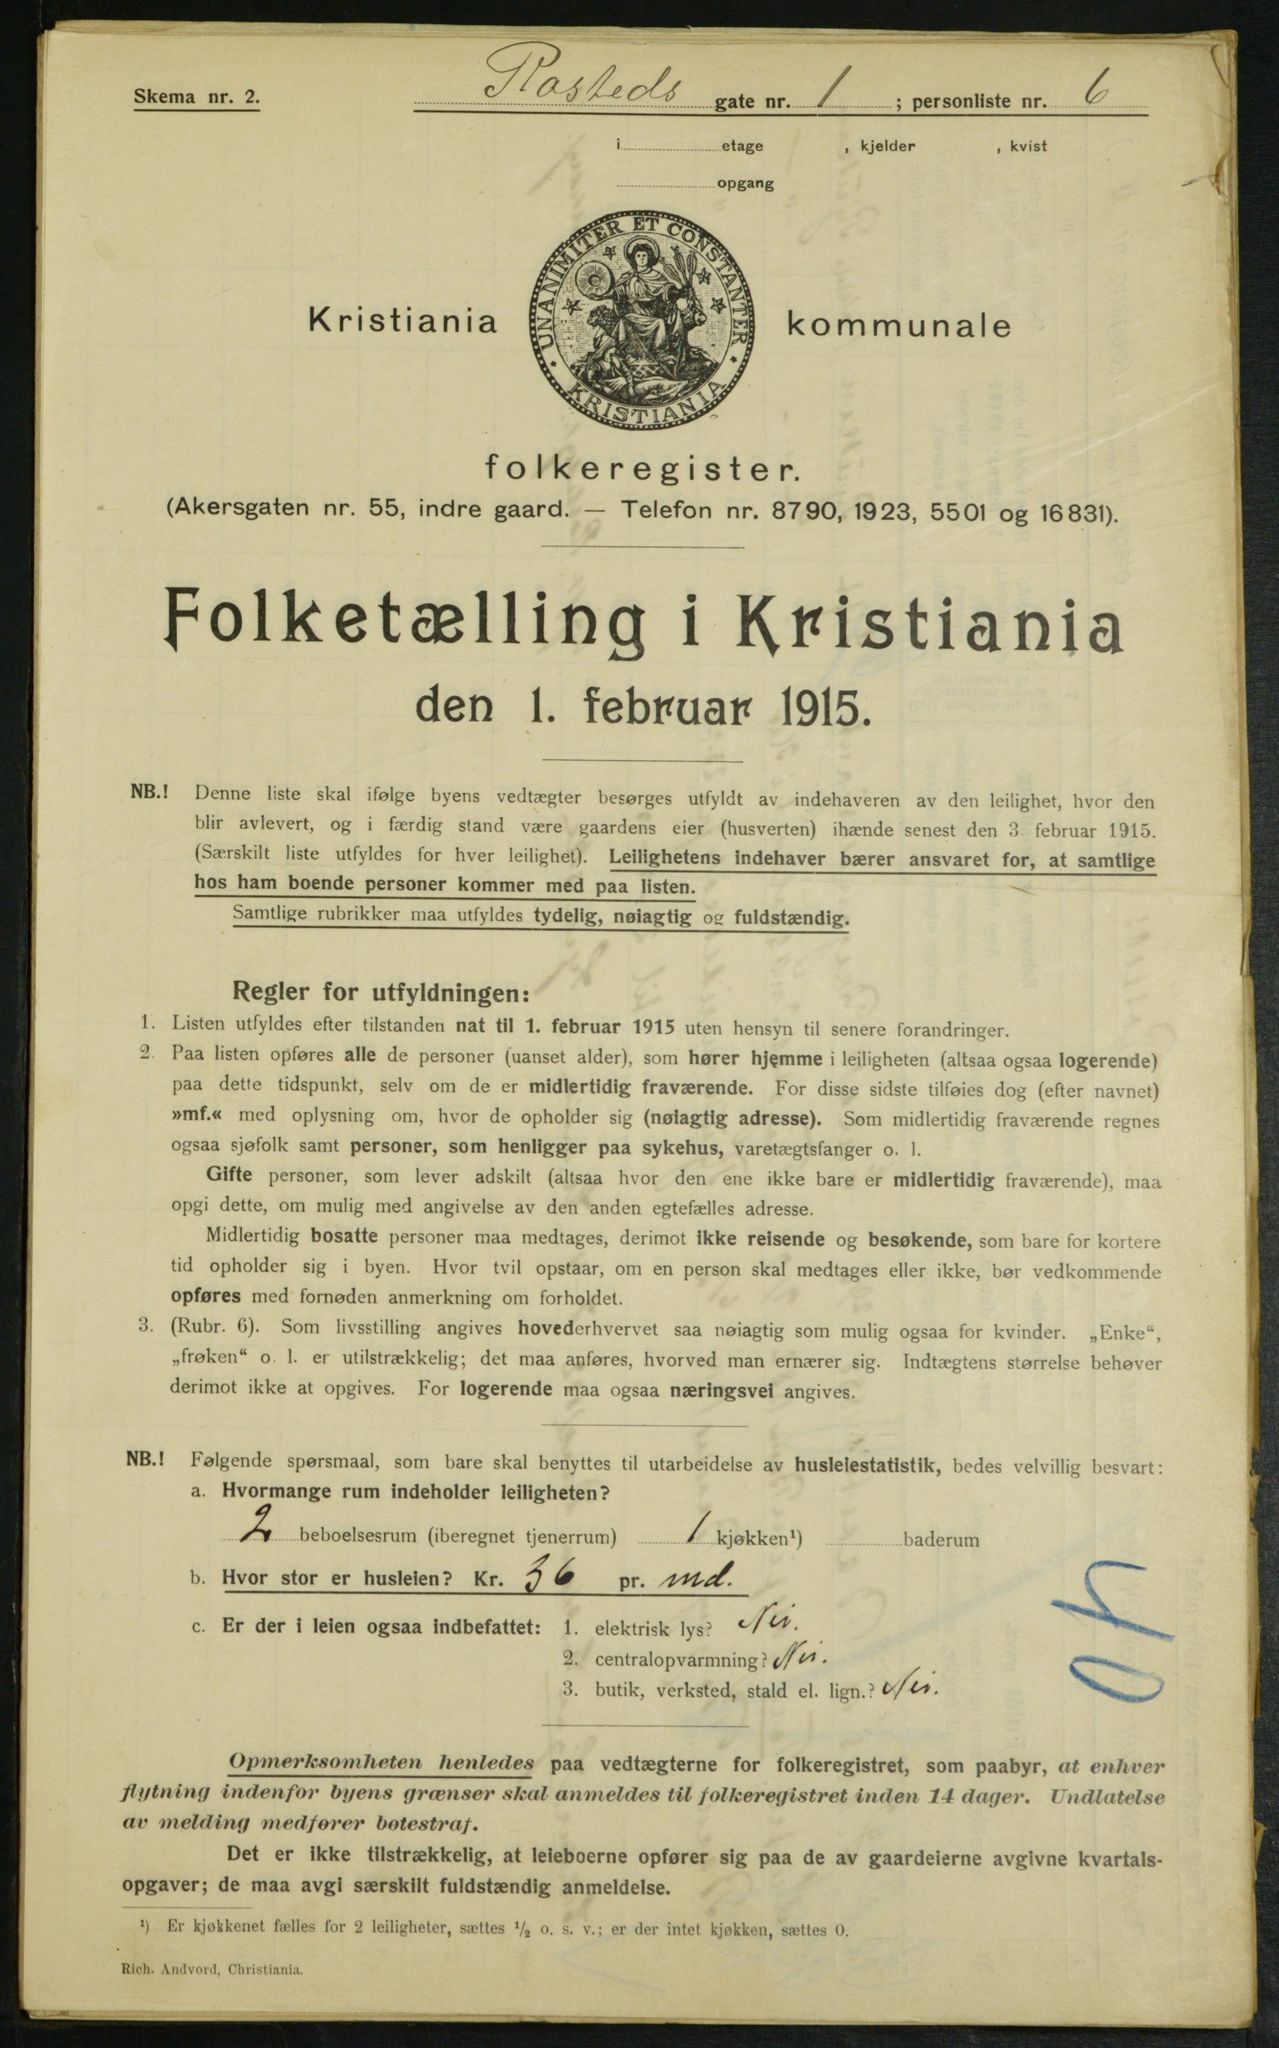 Skema nr. 2.
Rosteds gate nr. 1 ; personliste nr. 6
i etage , kjelder , kvist
opgang
UNANIMITER ET CONSTANTER
KRISTIANIA
Kristiania kommunale
folkeregister.
(Akersgaten nr. 55, indre gaard. — Telefon nr. 8790, 1923, 5501 og 16831).
Folketælling i Kristiania
den 1. februar 1915.
NB.! Denne liste skal ifølge byens vedtægter besørges utfyldt av indehaveren av den leilighet, hvor den
blir avlevert, og i færdig stand være gaardens eier (husverten) ihænde senest den 3. februar 1915.
(Særskilt liste utfyldes for hver leilighet). Leilighetens indehaver bærer ansvaret for, at samtlige
hos ham boende personer kommer med paa listen.
Samtlige rubrikker maa utfyldes tydelig, nøiagtig og fuldstændig.
Regler for utfyldningen:
1. Listen utfyldes efter tilstanden nat til 1. februar 1915 uten hensyn til senere forandringer.
2. Paa listen opføres alle de personer (uanset alder), som hører hjemme i leiligheten (altsaa ogsaa logerende)
paa dette tidspunkt, selv om de er midlertidig fraværende. For disse sidste tilføies dog (efter navnet)
»mf.« med oplysning om, hvor de opholder sig (nøiagtig adresse). Som midlertidig fraværende regnes
ogsaa sjøfolk samt personer, som henligger paa sykehus, varetægtsfanger o. l.
Gifte personer, som lever adskilt (altsaa hvor den ene ikke bare er midlertidig fraværende), maa
opgi dette, om mulig med angivelse av den anden egtefælles adresse.
Midlertidig bosatte personer maa medtages, derimot ikke reisende og besøkende, som bare for kortere
tid opholder sig i byen. Hvor tvil opstaar, om en person skal medtages eller ikke, bør vedkommende
opføres med fornøden anmerkning om forholdet.
3. (Rubr. 6). Som livsstilling angives hovederhvervet saa nøiagtig som mulig ogsaa for kvinder. „Enke“,
„frøken“ o. l. er utilstrækkelig; det maa anføres, hvorved man ernærer sig. Indtægtens størrelse behøver
derimot ikke at opgives. For logerende maa ogsaa næringsvei angives.
NB.! Følgende spørsmaal, som bare skal benyttes til utarbeidelse av husleiestatistik, bedes velvillig besvart:
a. Hvormange rum indeholder leiligheten?
2 beboelsesrum (iberegnet tjenerrum) 1 kjøkken¹) baderum
b. Hvor stor er husleien? Kr. 36 pr. md.
c. Er der i leien ogsaa indbefattet: 1. elektrisk lys? Nei.
2. centralopvarmning? Nei.
3. butik, verksted, stald el. lign.? Nei.
40
Opmerksomheten henledes paa vedtægterne for folkeregistret, som paabyr, at enhver
flytning indenfor byens grænser skal anmeldes til folkeregistret inden 14 dager. Undlatelse
av melding medfører botestraf.
Det er ikke tilstrækkelig, at leieboerne opfører sig paa de av gaardeierne avgivne kvartals-
opgaver; de maa avgi særskilt fuldstændig anmeldelse.
¹) Er kjøkkenet fælles for 2 leiligheter, sættes ½ o. s. v.; er der intet kjøkken, sættes 0.
Rich. Andvord, Christiania.